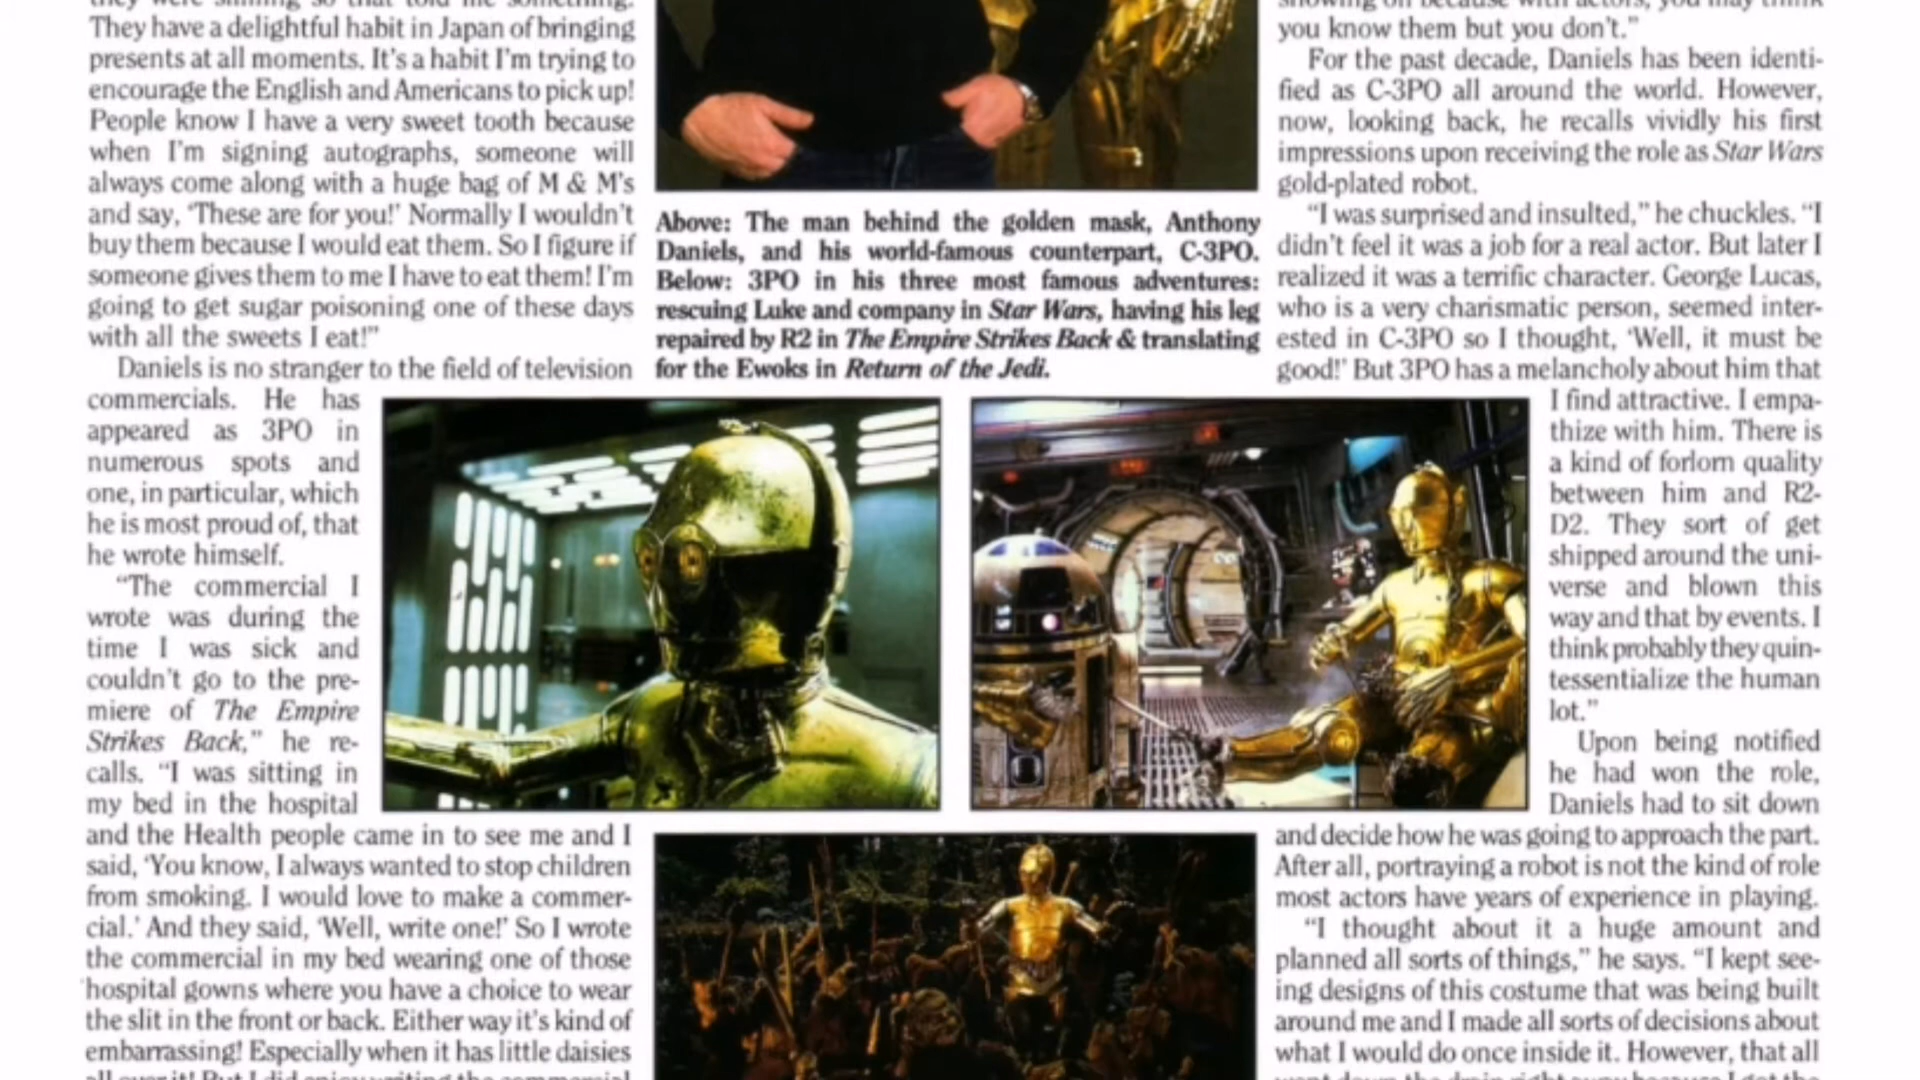 They have a delightful habit in Japan of bringing
presents at all moments. It's a habit I'm trying to
encourage the English and Americans to pick up!
People know I have a very sweet tooth because
when I'm signing autographs, someone will
always come along with a huge bag of M & M's
and say, 'These are for you!' Normally I wouldn't
buy them because I would eat them. So I figure if
someone gives them to me I have to eat them! I'm
going to get sugar poisoning one of these days
with all the sweets I eat!"
Daniels is no stranger to the field of television
commercials. He has
appeared as 3PO in
numerous spots and
one, in particular, which
he is most proud of, that
he wrote himself.
"The commercial I
wrote was during the
time I was sick and
couldn't go to the pre-
miere of The Empire
Strikes Back," he re-
calls. "I was sitting in
my bed in the hospital
and the Health people came in to see me and I
said, 'You know, I always wanted to stop children
from smoking. I would love to make a commer-
cial.' And they said, 'Well, write one!' So I wrote
the commercial in my bed wearing one of those
hospital gowns where you have a choice to wear
the slit in the front or back. Either way it's kind of
embarrassing! Especially when it has little daisies
Above: The man behind the golden mask, Anthony
Daniels, and his world-famous counterpart, C-3PO.
Below: 3PO in his three most famous adventures:
rescuing Luke and company in Star Wars, having his leg
repaired by R2 in The Empire Strikes Back & translating
for the Ewoks in Return of the Jedi.
you know them but you don't."
For the past decade, Daniels has been identi-
fied as C-3PO all around the world. However,
now, looking back, he recalls vividly his first
impressions upon receiving the role as Star Wars
gold-plated robot.
"I was surprised and insulted," he chuckles. "I
didn't feel it was a job for a real actor. But later I
realized it was a terrific character. George Lucas,
who is a very charismatic person, seemed inter-
ested in C-3PO so I thought, 'Well, it must be
good!' But 3PO has a melancholy about him that
I find attractive. I empa-
thize with him. There is
a kind of forlorn quality
between him and R2-
D2. They sort of get
shipped around the uni-
verse and blown this
way and that by events. I
think probably they quin-
tessentialize the human
lot."
Upon being notified
he had won the role,
Daniels had to sit down
and decide how he was going to approach the part.
After all, portraying a robot is not the kind of role
most actors have years of experience in playing.
"I thought about it a huge amount and
planned all sorts of things," he says. "I kept see-
ing designs of this costume that was being built
around me and I made all sorts of decisions about
what I would do once inside it. However, that all